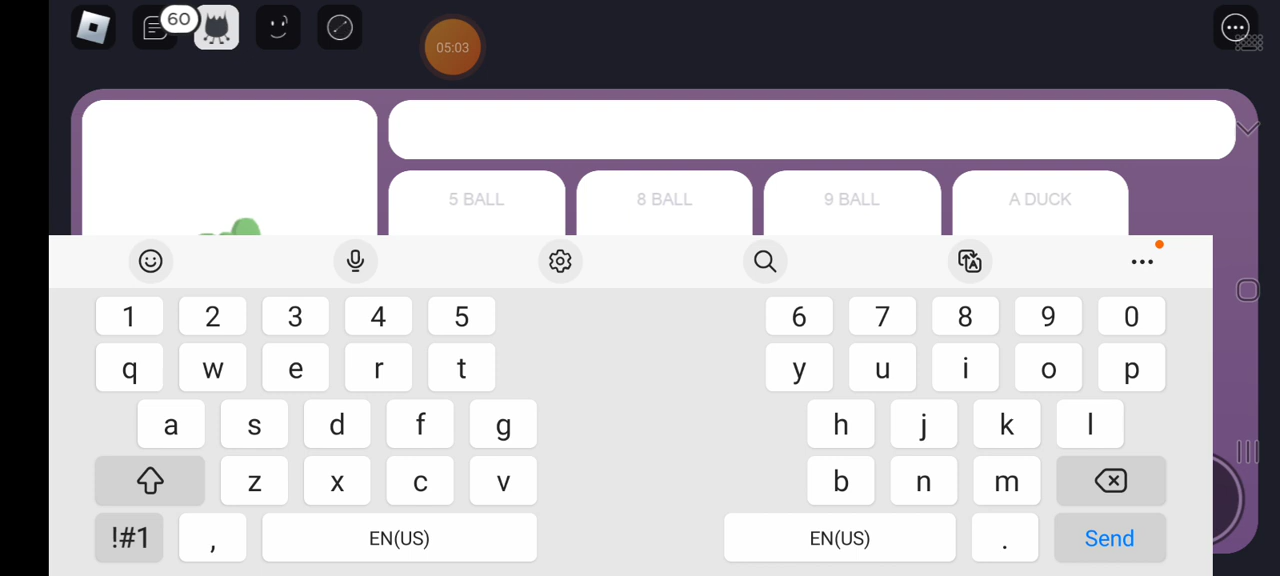 60
05:03
5 BALL 8 BALL 9 BALL A DUCK
1 2 3 4 5 6 7 8 9 0
q w e r t y u i o p
a s d f g h j k l
z x c v b n m
!#1 , EN(US) EN(US) . Send